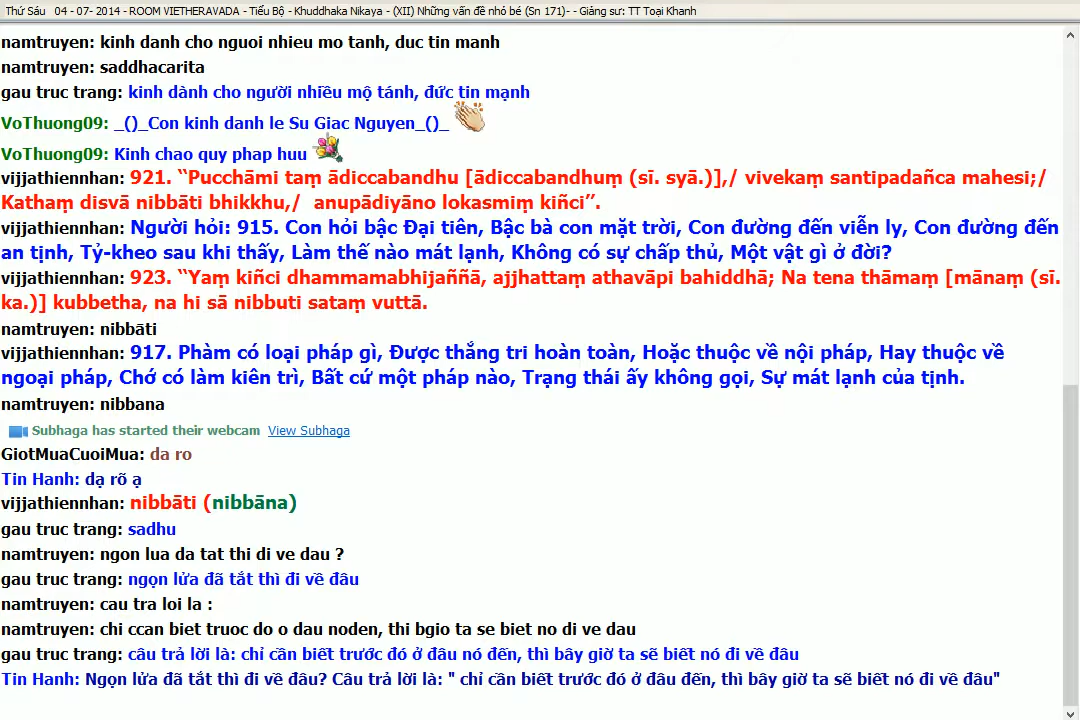 Thứ Sáu 04 - 07- 2014 - ROOM VIETHERAVADA - Tiểu Bộ - Khuddhaka Nikaya - (XII) Những vấn đề nhỏ bé (Sn 171)- - Giảng sư: TT Toại Khanh
namtruyen: kinh danh cho nguoi nhieu mo tanh, duc tin manh
namtruyen: saddhacarita
gau truc trang: kinh dành cho người nhiều mộ tánh, đức tin mạnh
VoThuong09: _()_Con kinh danh le Su Giac Nguyen_()_
VoThuong09: Kinh chao quy phap huu
vijjathiennhan: 921. ‘‘Pucchāmi taṃ ādiccabandhu [ādiccabandhuṃ (sī. syā.)],/ vivekaṃ santipadañca mahesi;/
Kathaṃ disvā nibbāti bhikkhu,/ anupādiyāno lokasmiṃ kiñci’’.
vijjathiennhan: Người hỏi: 915. Con hỏi bậc Đại tiên, Bậc bà con mặt trời, Con đường đến viễn ly, Con đường đến
an tịnh, Tỷ-kheo sau khi thấy, Làm thế nào mát lạnh, Không có sự chấp thủ, Một vật gì ở đời?
vijjathiennhan: 923. ‘‘Yaṃ kiñci dhammamabhijaññā, ajjhattaṃ athavāpi bahiddhā; Na tena thāmaṃ [mānaṃ (sī.
ka.)] kubbetha, na hi sā nibbuti sataṃ vuttā.
namtruyen: nibbāti
vijjathiennhan: 917. Phàm có loại pháp gì, Được thắng tri hoàn toàn, Hoặc thuộc về nội pháp, Hay thuộc về
ngoại pháp, Chớ có làm kiên trì, Bất cứ một pháp nào, Trạng thái ấy không gọi, Sự mát lạnh của tịnh.
namtruyen: nibbana
Subhaga has started their webcam View Subhaga
GiotMuaCuoiMua: da ro
Tin Hanh: dạ rõ ạ
vijjathiennhan: nibbāti (nibbāna)
gau truc trang: sadhu
namtruyen: ngon lua da tat thi di ve dau ?
gau truc trang: ngọn lửa đã tắt thì đi về đâu
namtruyen: cau tra loi la :
namtruyen: chi ccan biet truoc do o dau noden, thi bgio ta se biet no di ve dau
gau truc trang: câu trả lời là: chỉ cần biết trước đó ở đâu nó đến, thì bây giờ ta sẽ biết nó đi về đâu
Tin Hanh: Ngọn lửa đã tắt thì đi về đâu? Câu trả lời là: " chỉ cần biết trước đó ở đâu đến, thì bây giờ ta sẽ biết nó đi về đâu"